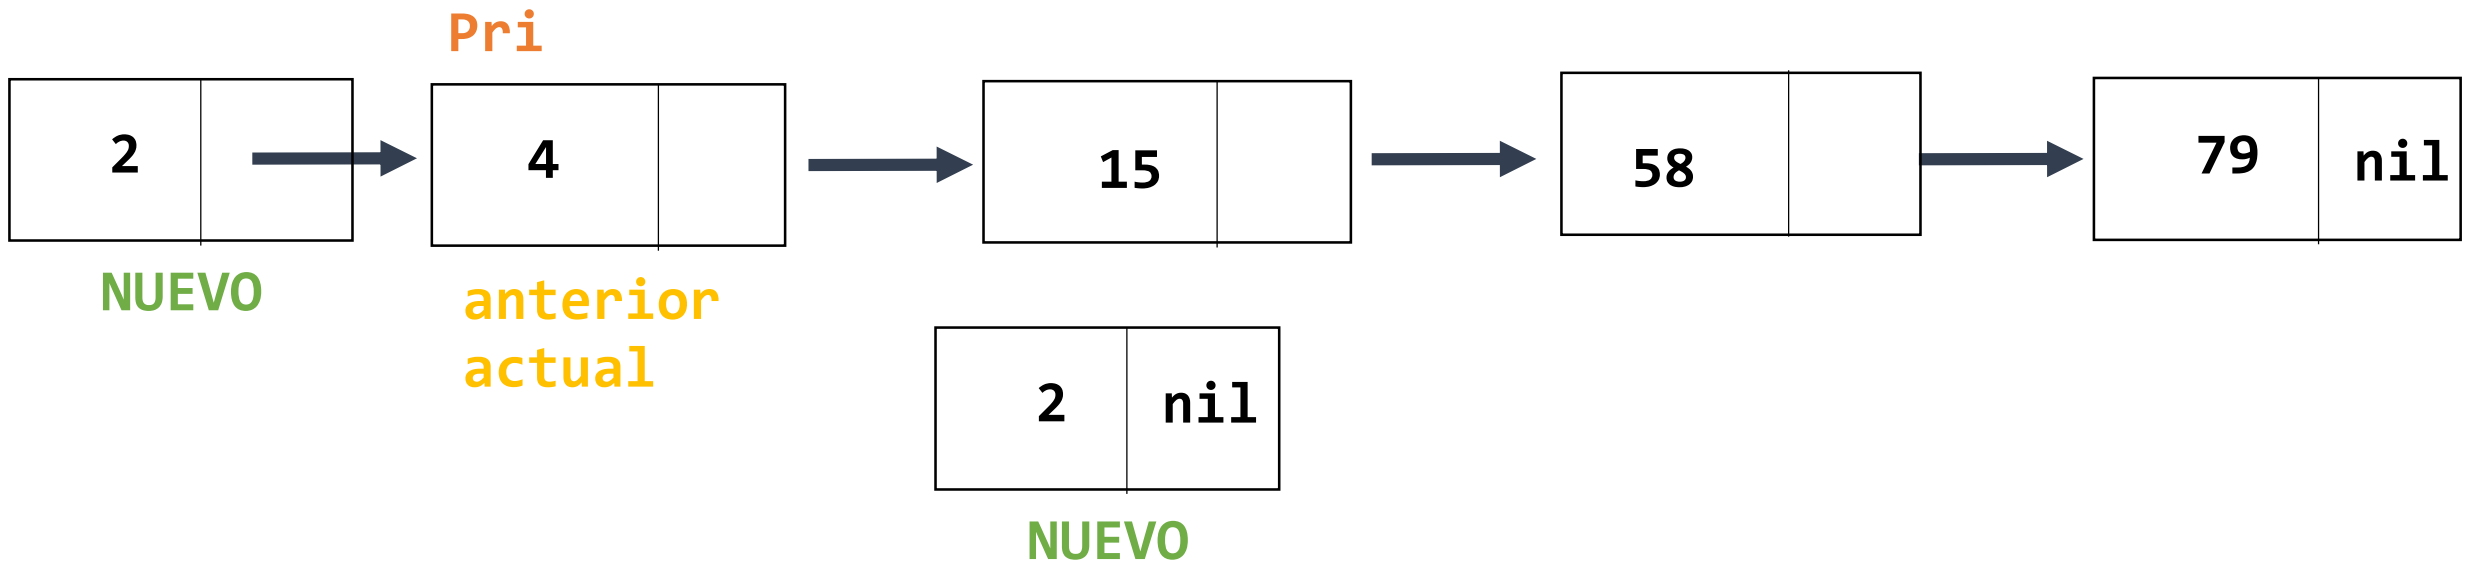 Pri
2 4 15 58 79 nil
NUEVO
anterior
actual
2 nil
NUEVO